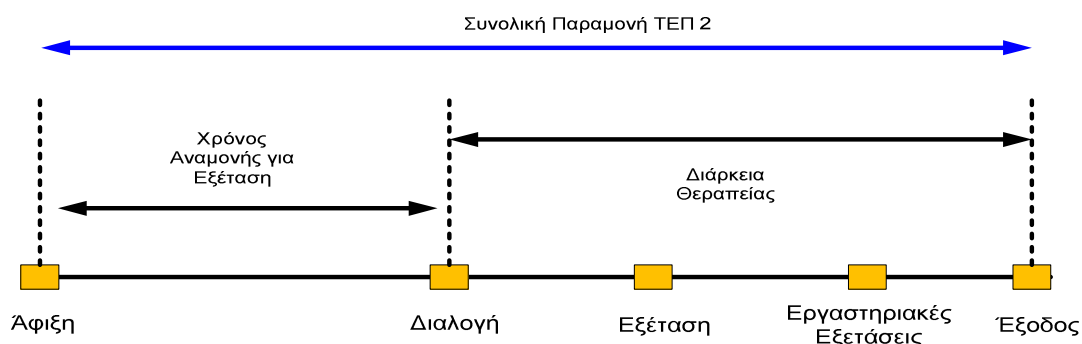 Συνολική Παραμονή ΤΕΠ 2
Χρόνος
Αναμονής για
Εξέταση
Διάρκεια
Θεραπείας
Άφιξη
Διαλογή
Εξέταση
Εργαστηριακές
Εξετάσεις
Έξοδος